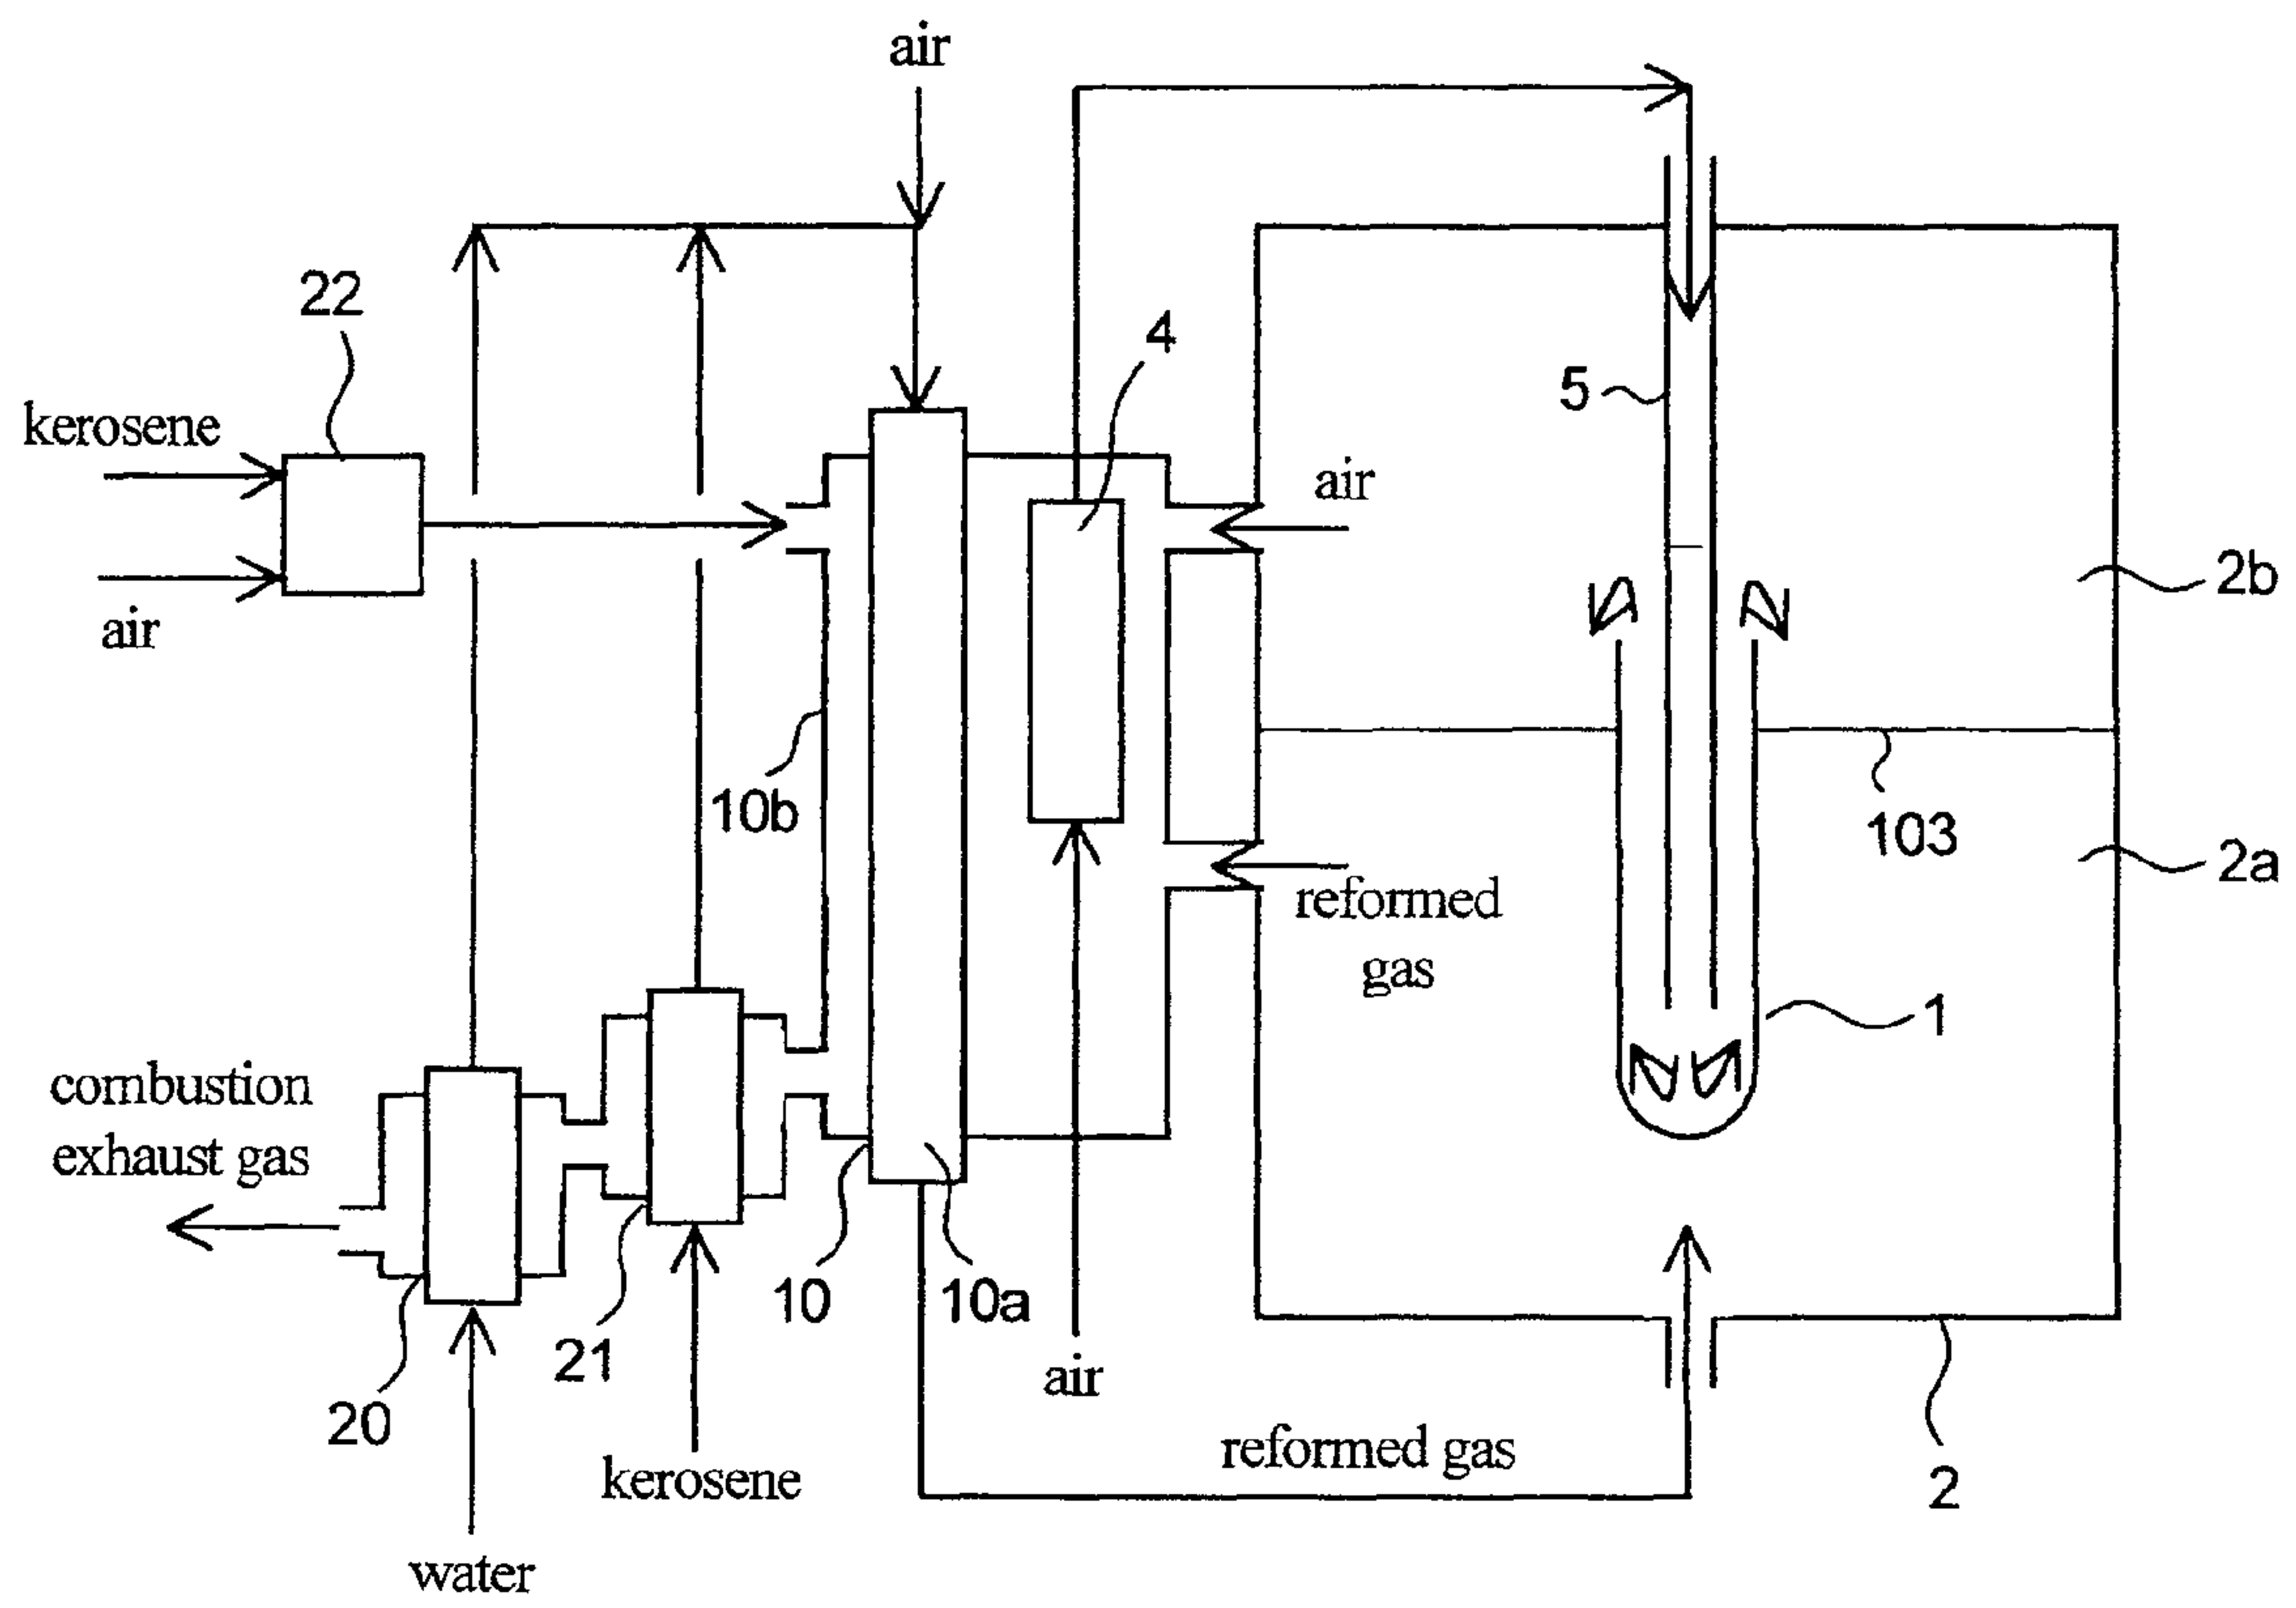 air
22
4
kerosene
5
air
air
2b
10b
103
2a
reformed
gas
1
combustion
exhaust gas
10
10a
21
air
20
reformed gas
kerosene
2
water